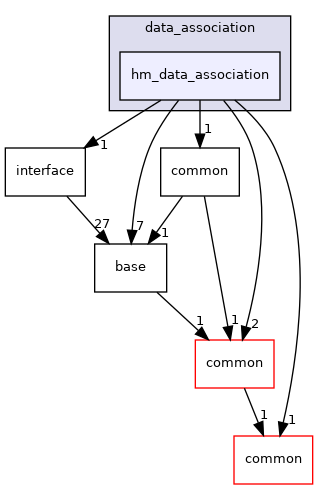 data_association
hm_data_association
1
1
interface
common
27
7
1
base
1
1
2
common
1
1
common